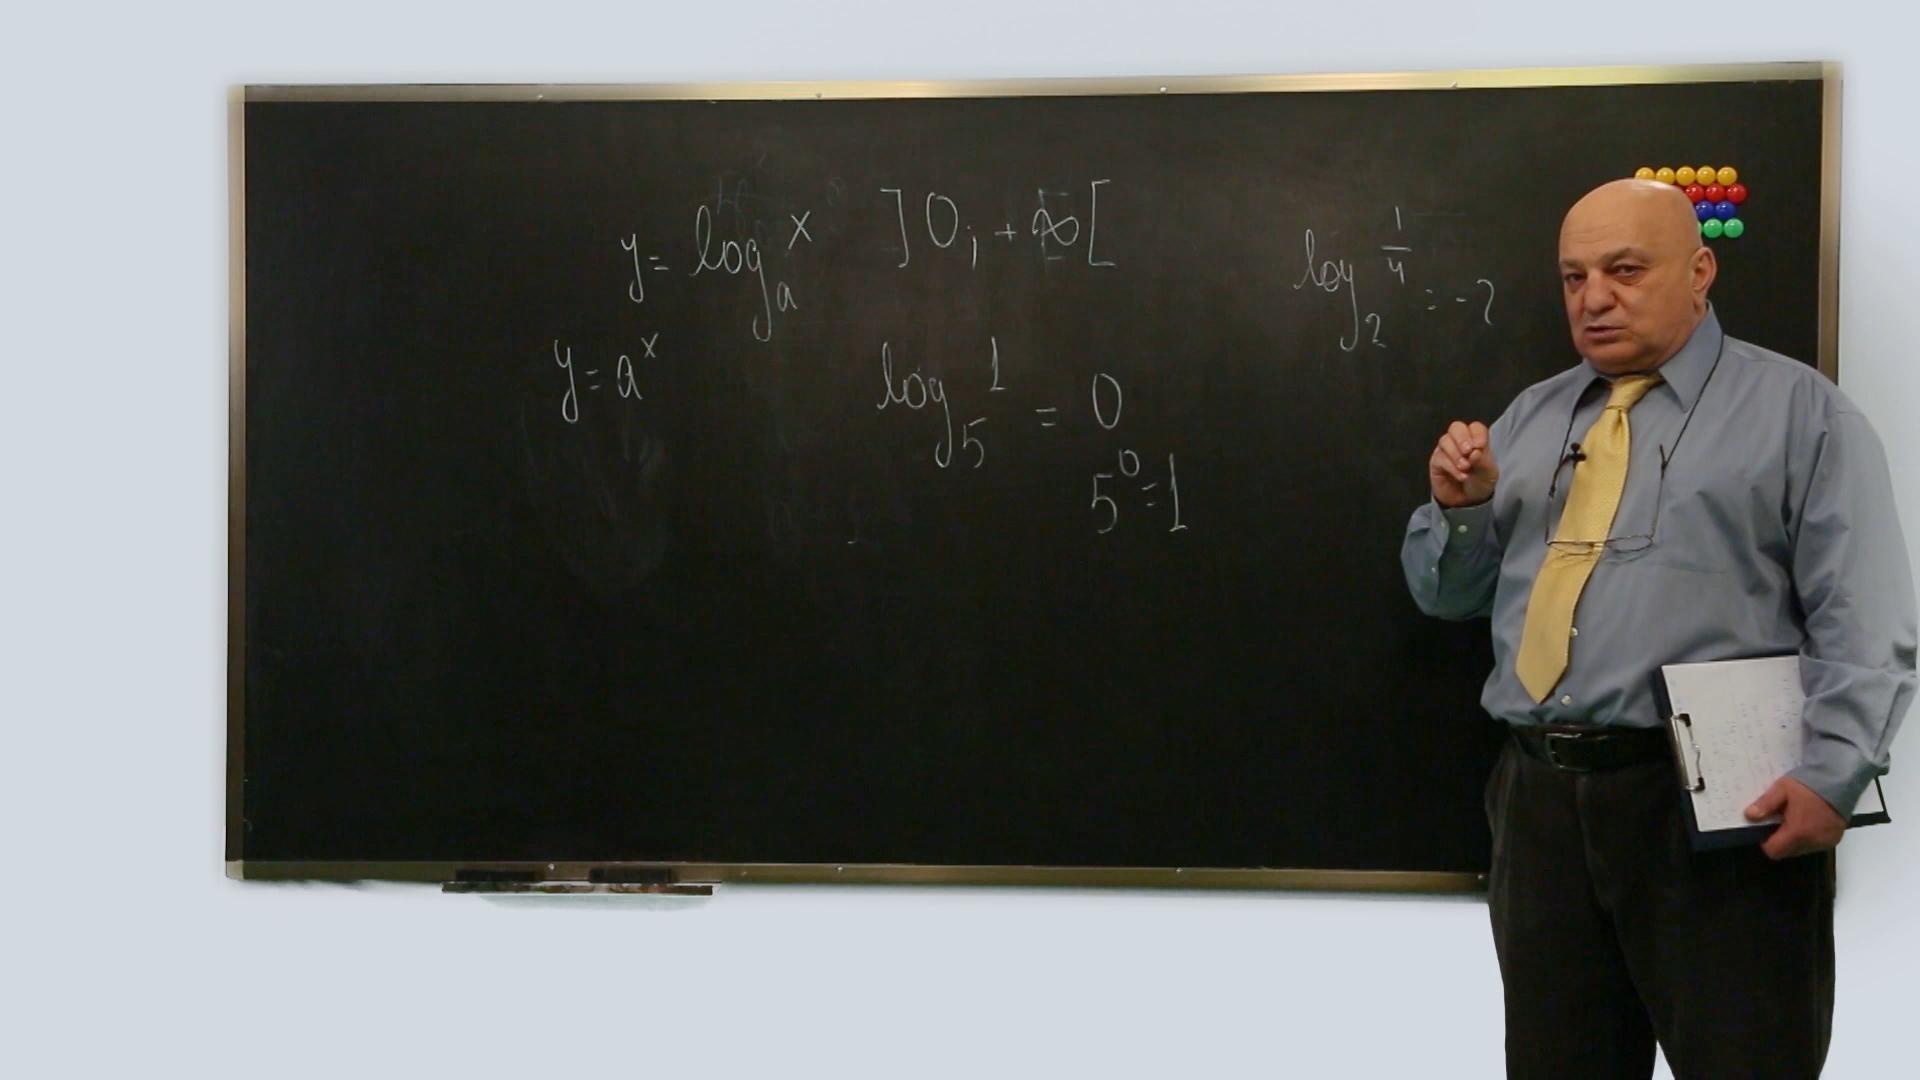 y = log_a x ]0; +∞[
log_2 1/4 = -2
y = a^x
log_5 1 = 0
5^0 = 1